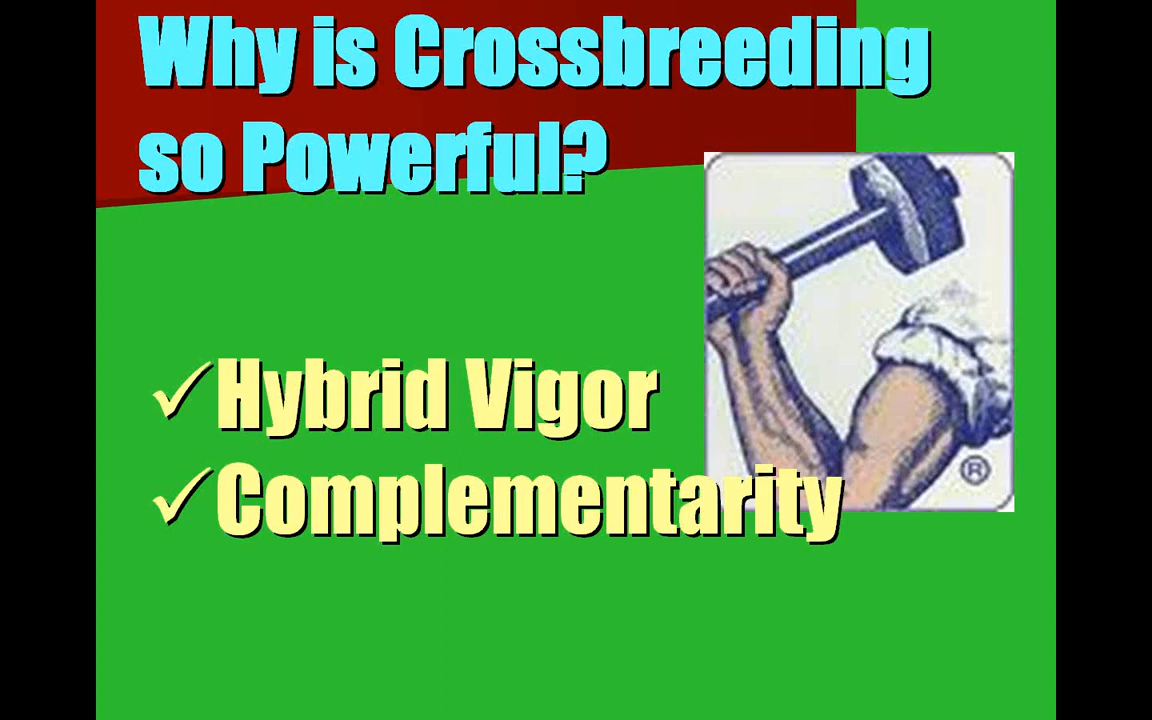 Why is Crossbreeding
so Powerful?
✓Hybrid Vigor
✓Complementarity
®